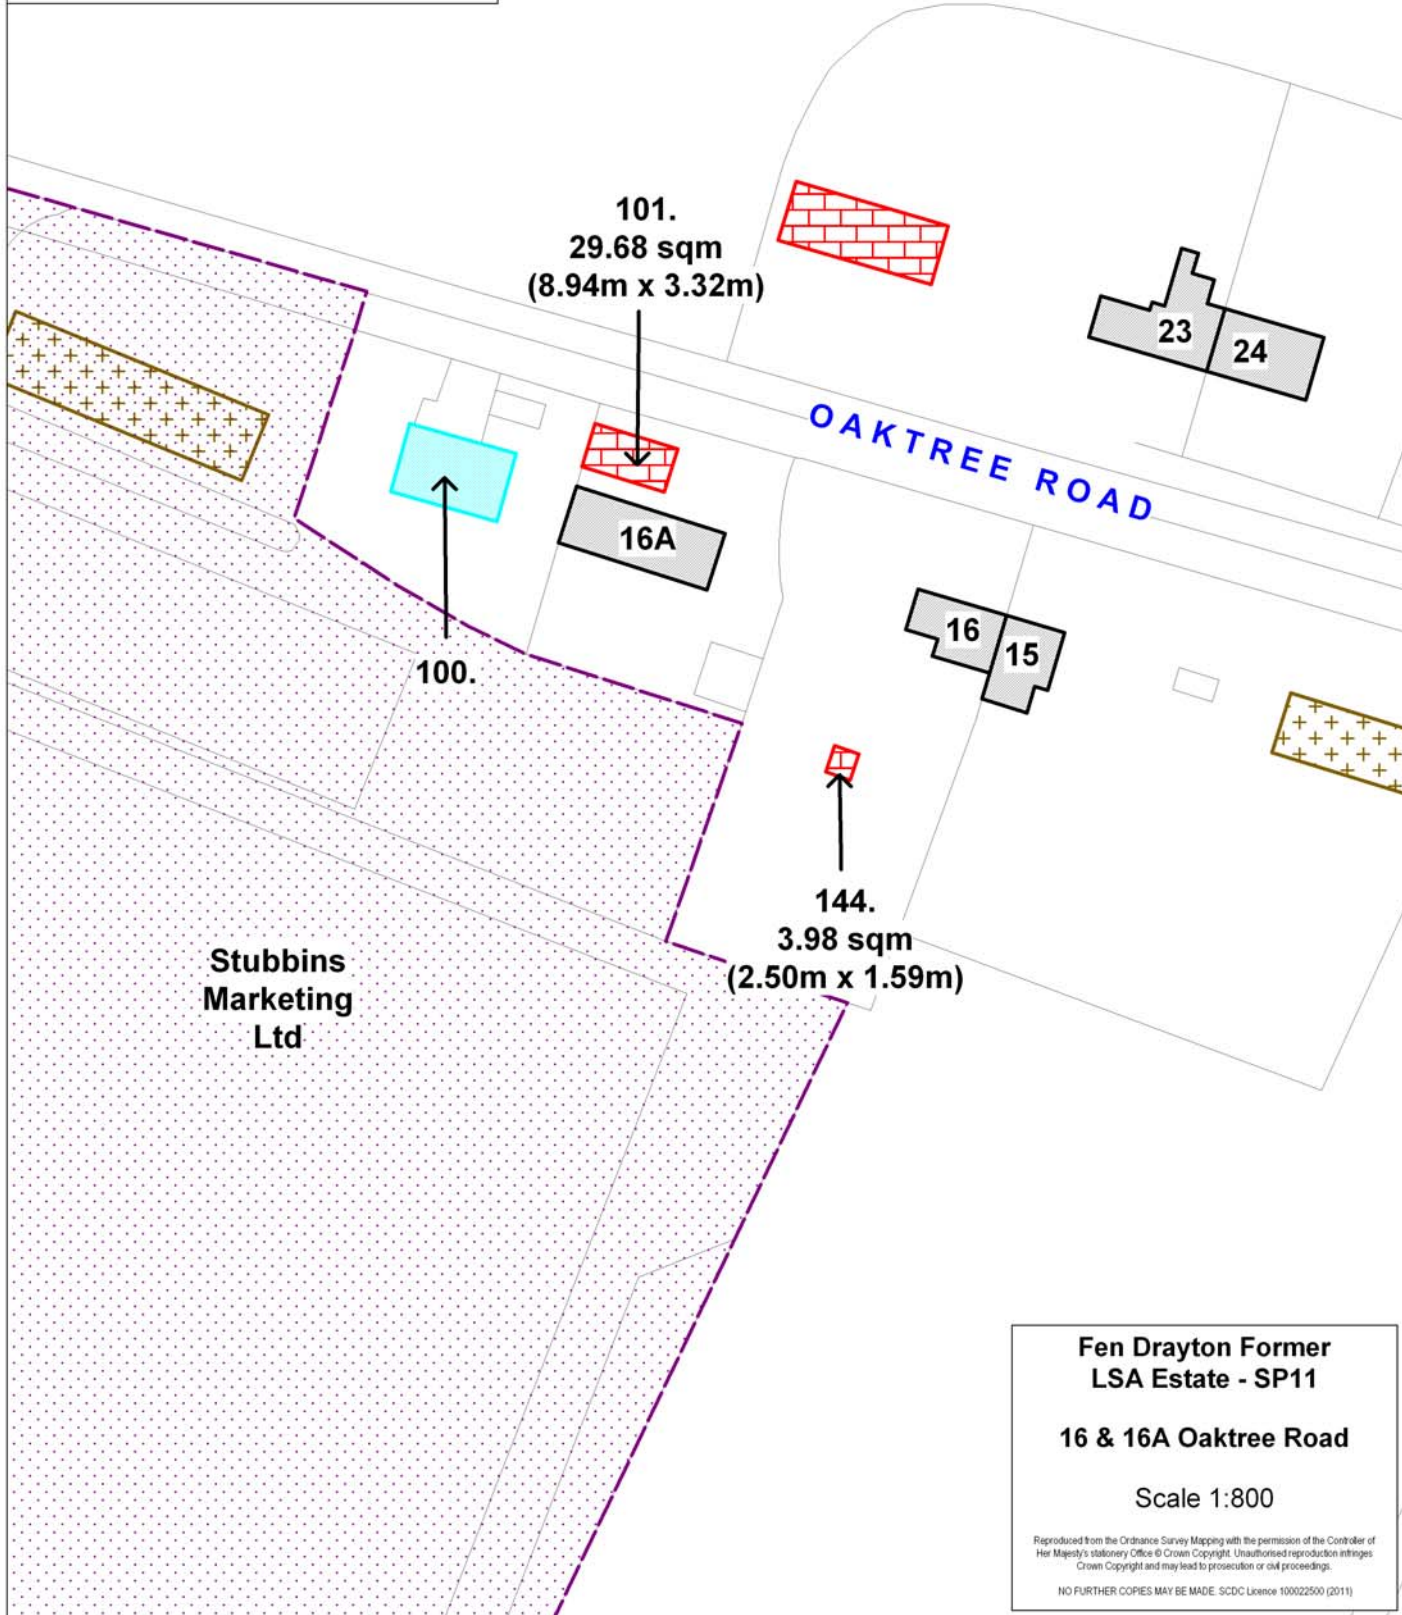 101.
29.68 sqm
(8.94m x 3.32m)
23
24
OAKTREE ROAD
16A
16
15
100.
144.
3.98 sqm
(2.50m x 1.59m)
Stubbins
Marketing
Ltd
Fen Drayton Former
LSA Estate - SP11
16 & 16A Oaktree Road
Scale 1:800
Reproduced from the Ordnance Survey Mapping with the permission of the Controller of
Her Majesty's stationery Office © Crown Copyright. Unauthorised reproduction infringes
Crown Copyright and may lead to prosecution or civil proceedings.
NO FURTHER COPIES MAY BE MADE. SCDC Licence 100022500 (2011)